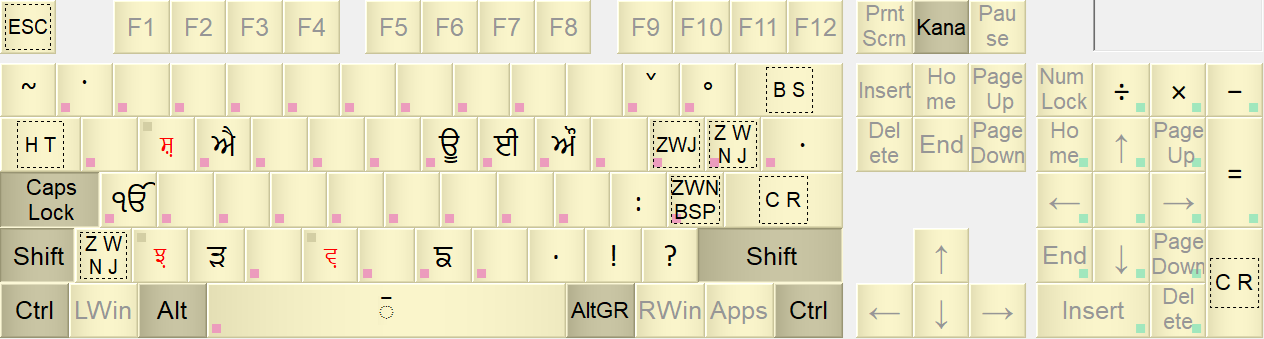 ESC F1 F2 F3 F4 F5 F6 F7 F8 F9 F10 F11 F12 Prnt Scrn Kana Pau se
~ ˙ ˇ ° B S Insert Ho me Page Up Num Lock ÷ × −
H T ਸ਼ ਐ ਊ ਈ ਔ ZWJ Z W N J · Del ete End Page Down Ho me ↑ Page Up
Caps Lock ੴ : ZWN BSP C R ← → =
Shift Z W N J ਝ਼ ੜ ਵ਼ ਙ · ! ? Shift ↑ End ↓ Page Down C R
Ctrl LWin Alt ◌̄ AltGR RWin Apps Ctrl ← ↓ → Insert Del ete